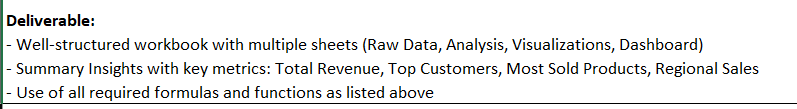 Deliverable:
- Well-structured workbook with multiple sheets (Raw Data, Analysis, Visualizations, Dashboard)
- Summary Insights with key metrics: Total Revenue, Top Customers, Most Sold Products, Regional Sales
- Use of all required formulas and functions as listed above